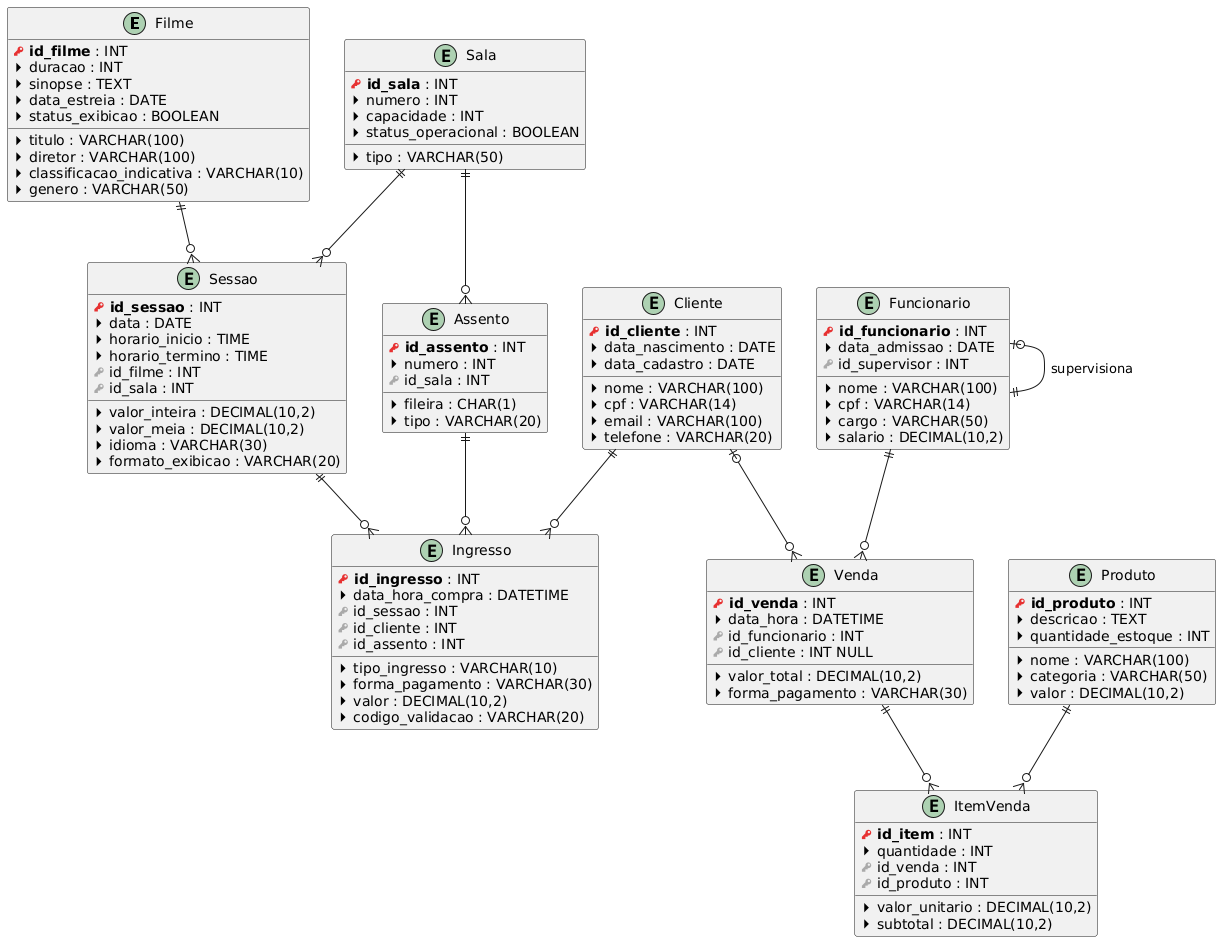 E Filme
id_filme : INT
duracao : INT
sinopse : TEXT
data_estreia : DATE
status_exibicao : BOOLEAN
titulo : VARCHAR(100)
diretor : VARCHAR(100)
classificacao_indicativa : VARCHAR(10)
genero : VARCHAR(50)
E Sala
id_sala : INT
numero : INT
capacidade : INT
status_operacional : BOOLEAN
tipo : VARCHAR(50)
E Sessao
id_sessao : INT
data : DATE
horario_inicio : TIME
horario_termino : TIME
id_filme : INT
id_sala : INT
valor_inteira : DECIMAL(10,2)
valor_meia : DECIMAL(10,2)
idioma : VARCHAR(30)
formato_exibicao : VARCHAR(20)
E Assento
id_assento : INT
numero : INT
id_sala : INT
fileira : CHAR(1)
tipo : VARCHAR(20)
E Cliente
id_cliente : INT
data_nascimento : DATE
data_cadastro : DATE
nome : VARCHAR(100)
cpf : VARCHAR(14)
email : VARCHAR(100)
telefone : VARCHAR(20)
E Funcionario
id_funcionario : INT
data_admissao : DATE
id_supervisor : INT
nome : VARCHAR(100)
cpf : VARCHAR(14)
cargo : VARCHAR(50)
salario : DECIMAL(10,2)
supervisiona
E Ingresso
id_ingresso : INT
data_hora_compra : DATETIME
id_sessao : INT
id_cliente : INT
id_assento : INT
tipo_ingresso : VARCHAR(10)
forma_pagamento : VARCHAR(30)
valor : DECIMAL(10,2)
codigo_validacao : VARCHAR(20)
E Venda
id_venda : INT
data_hora : DATETIME
id_funcionario : INT
id_cliente : INT NULL
valor_total : DECIMAL(10,2)
forma_pagamento : VARCHAR(30)
E Produto
id_produto : INT
descricao : TEXT
quantidade_estoque : INT
nome : VARCHAR(100)
categoria : VARCHAR(50)
valor : DECIMAL(10,2)
E ItemVenda
id_item : INT
quantidade : INT
id_venda : INT
id_produto : INT
valor_unitario : DECIMAL(10,2)
subtotal : DECIMAL(10,2)